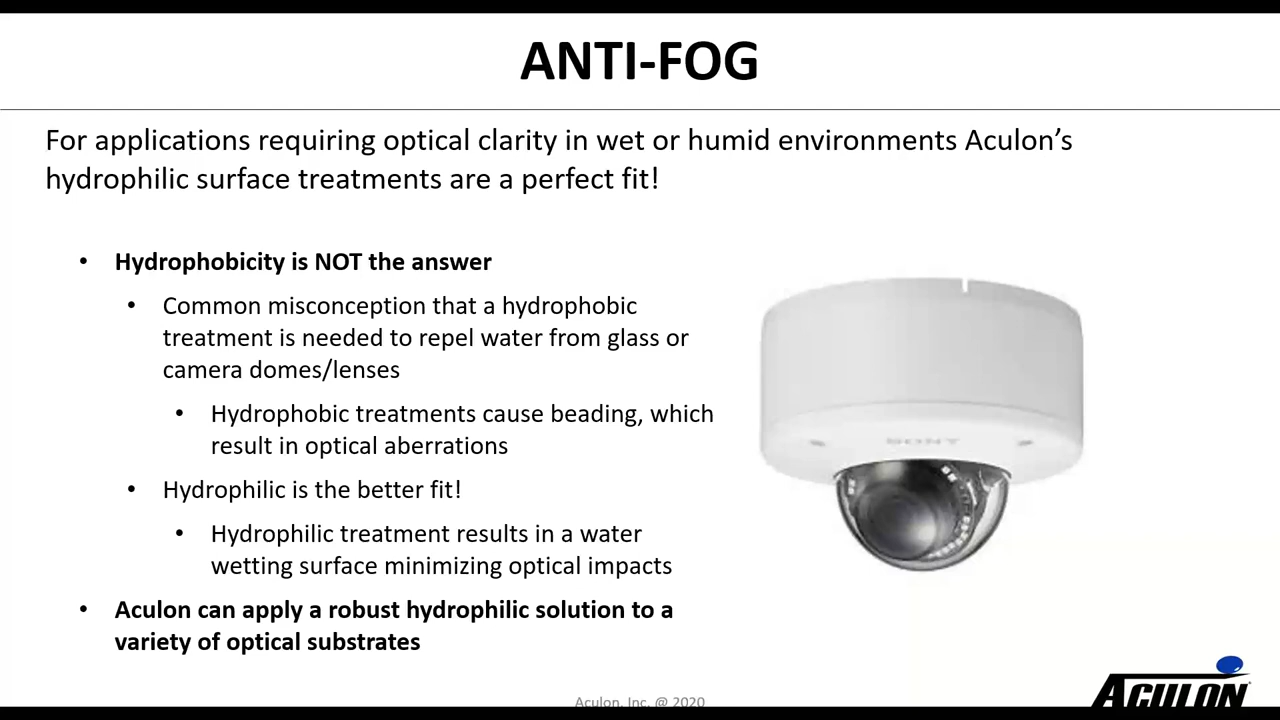 ANTI-FOG
For applications requiring optical clarity in wet or humid environments Aculon’s
hydrophilic surface treatments are a perfect fit!
• Hydrophobicity is NOT the answer
• Common misconception that a hydrophobic
treatment is needed to repel water from glass or
camera domes/lenses
• Hydrophobic treatments cause beading, which
result in optical aberrations
• Hydrophilic is the better fit!
• Hydrophilic treatment results in a water
wetting surface minimizing optical impacts
• Aculon can apply a robust hydrophilic solution to a
variety of optical substrates
SONY
Aculon, Inc. @ 2020
ACULON